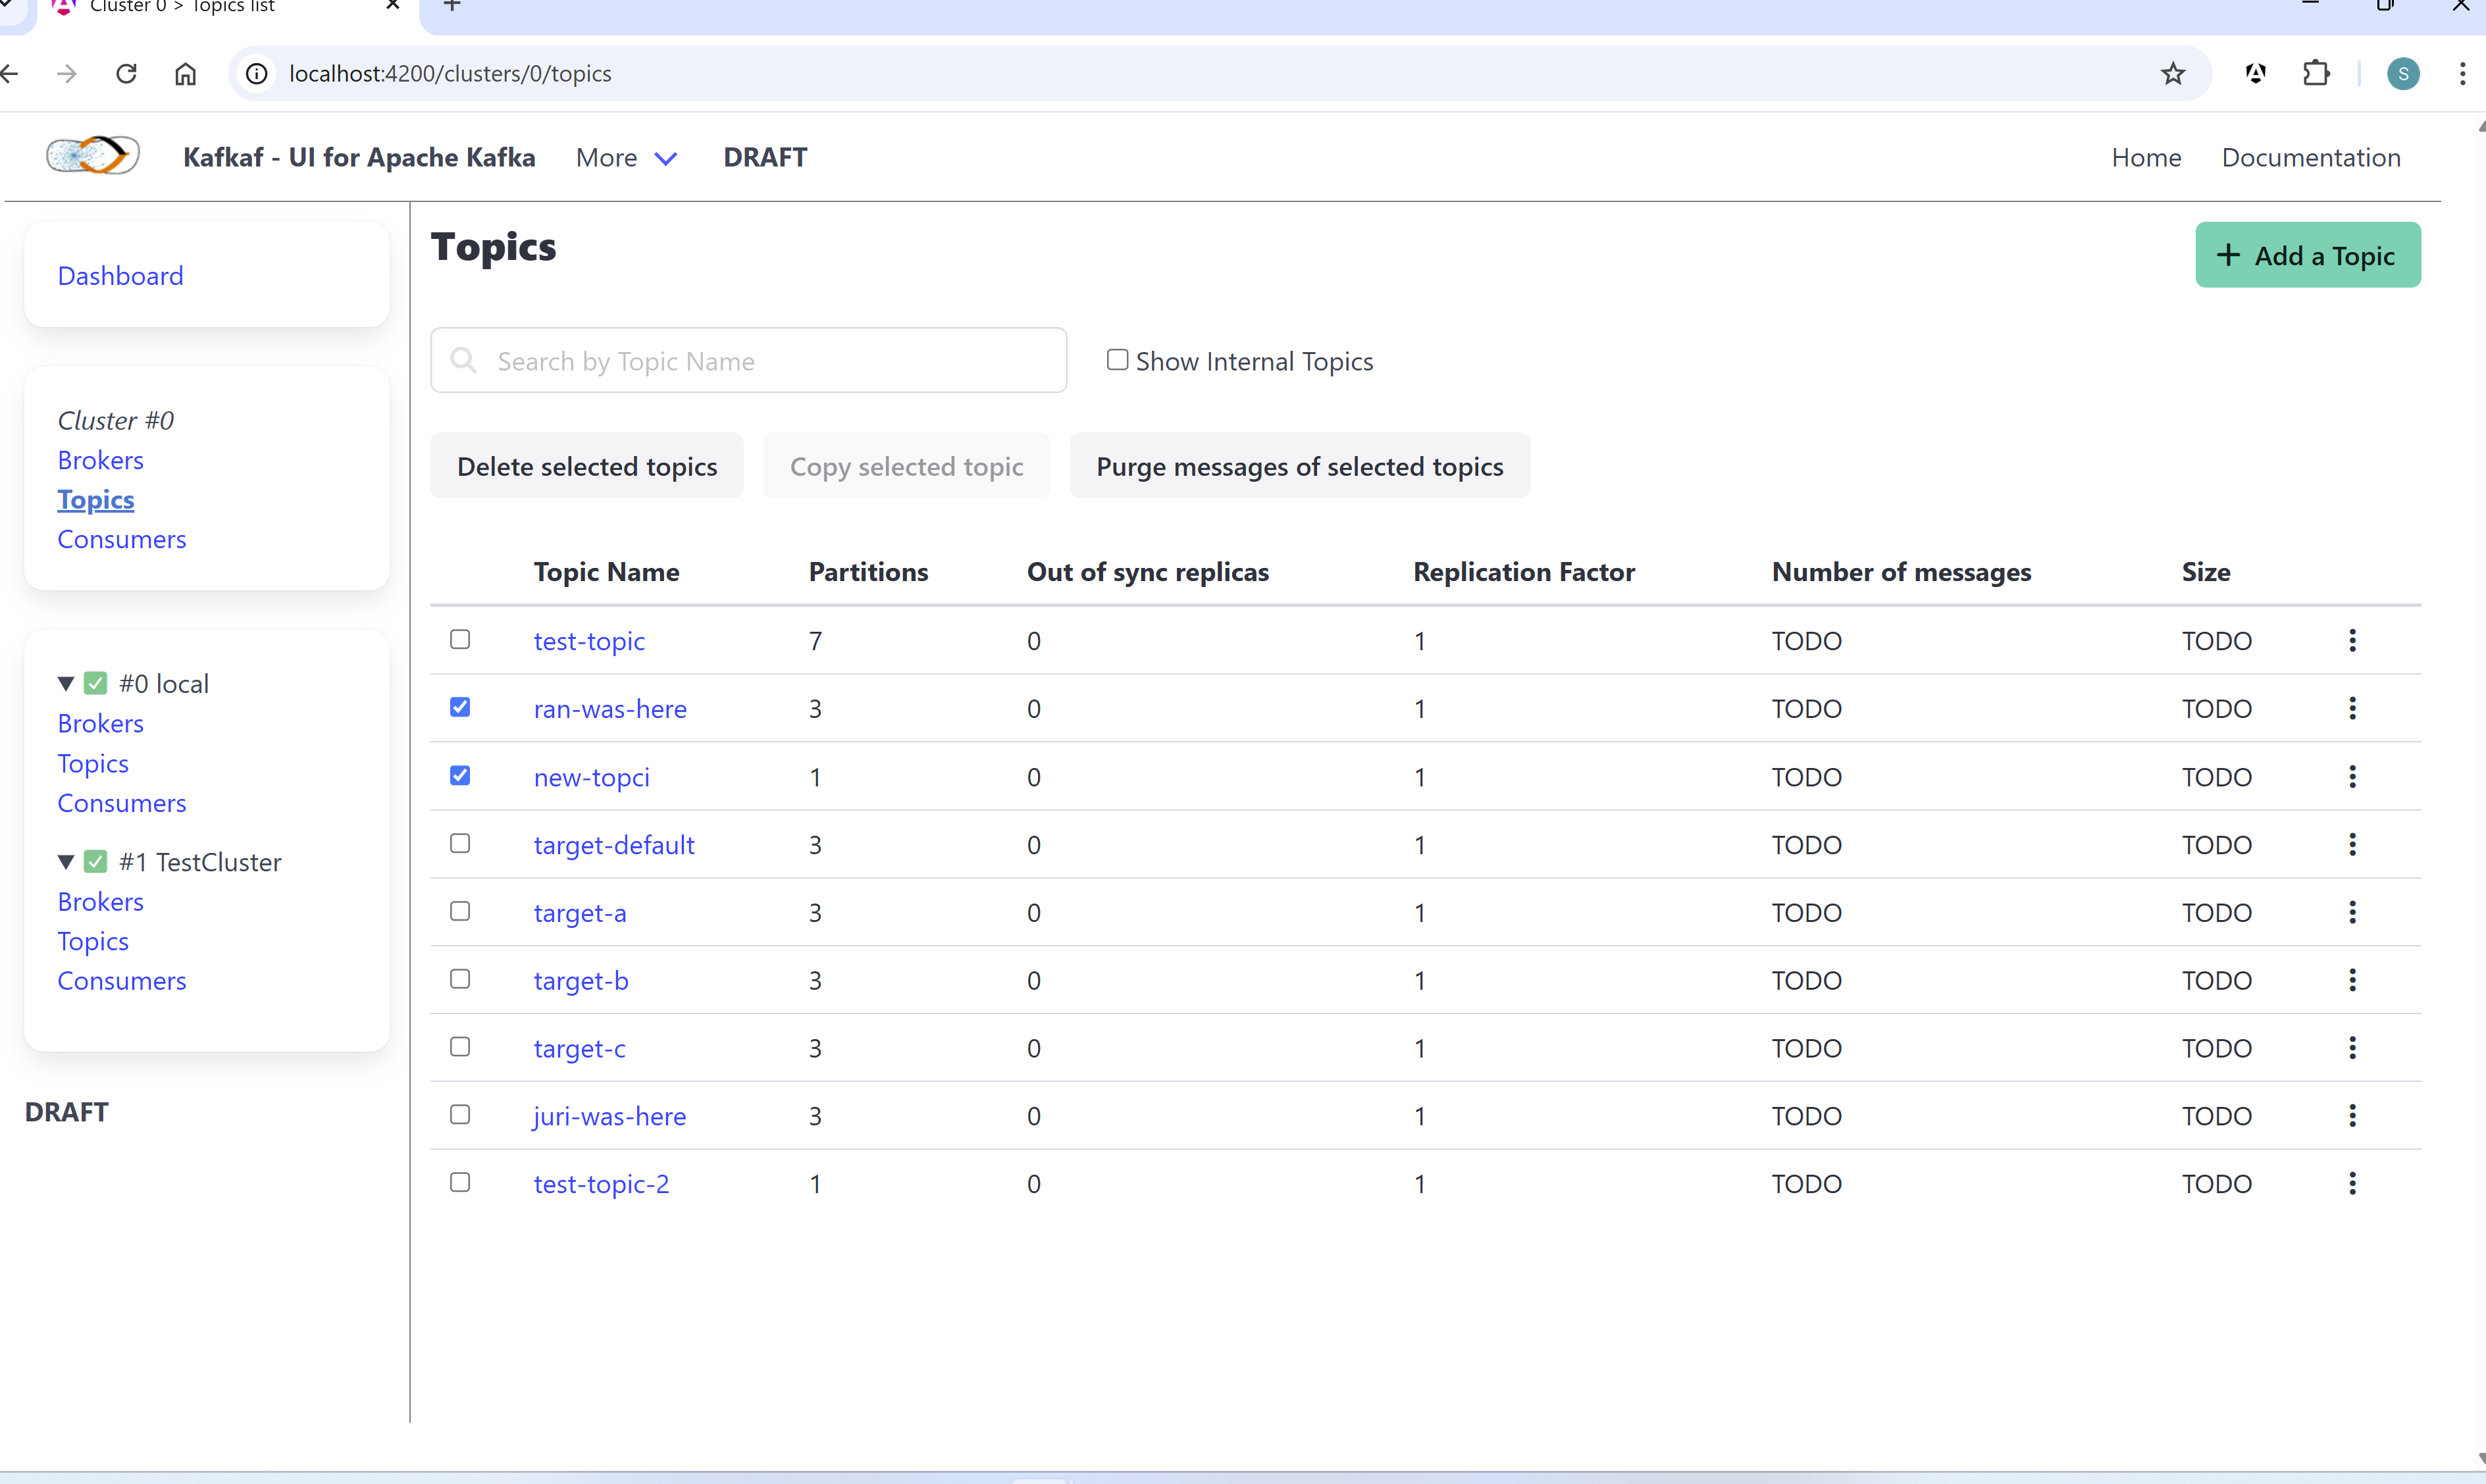 Cluster 0 > Topics list
localhost:4200/clusters/0/topics
S
Kafkaf - UI for Apache Kafka More DRAFT Home Documentation
Dashboard
Cluster #0
Brokers
Topics
Consumers
#0 local
Brokers
Topics
Consumers
#1 TestCluster
Brokers
Topics
Consumers
DRAFT
Topics
Add a Topic
Search by Topic Name Show Internal Topics
Delete selected topics Copy selected topic Purge messages of selected topics
Topic Name Partitions Out of sync replicas Replication Factor Number of messages Size
test-topic 7 0 1 TODO TODO
ran-was-here 3 0 1 TODO TODO
new-topci 1 0 1 TODO TODO
target-default 3 0 1 TODO TODO
target-a 3 0 1 TODO TODO
target-b 3 0 1 TODO TODO
target-c 3 0 1 TODO TODO
juri-was-here 3 0 1 TODO TODO
test-topic-2 1 0 1 TODO TODO